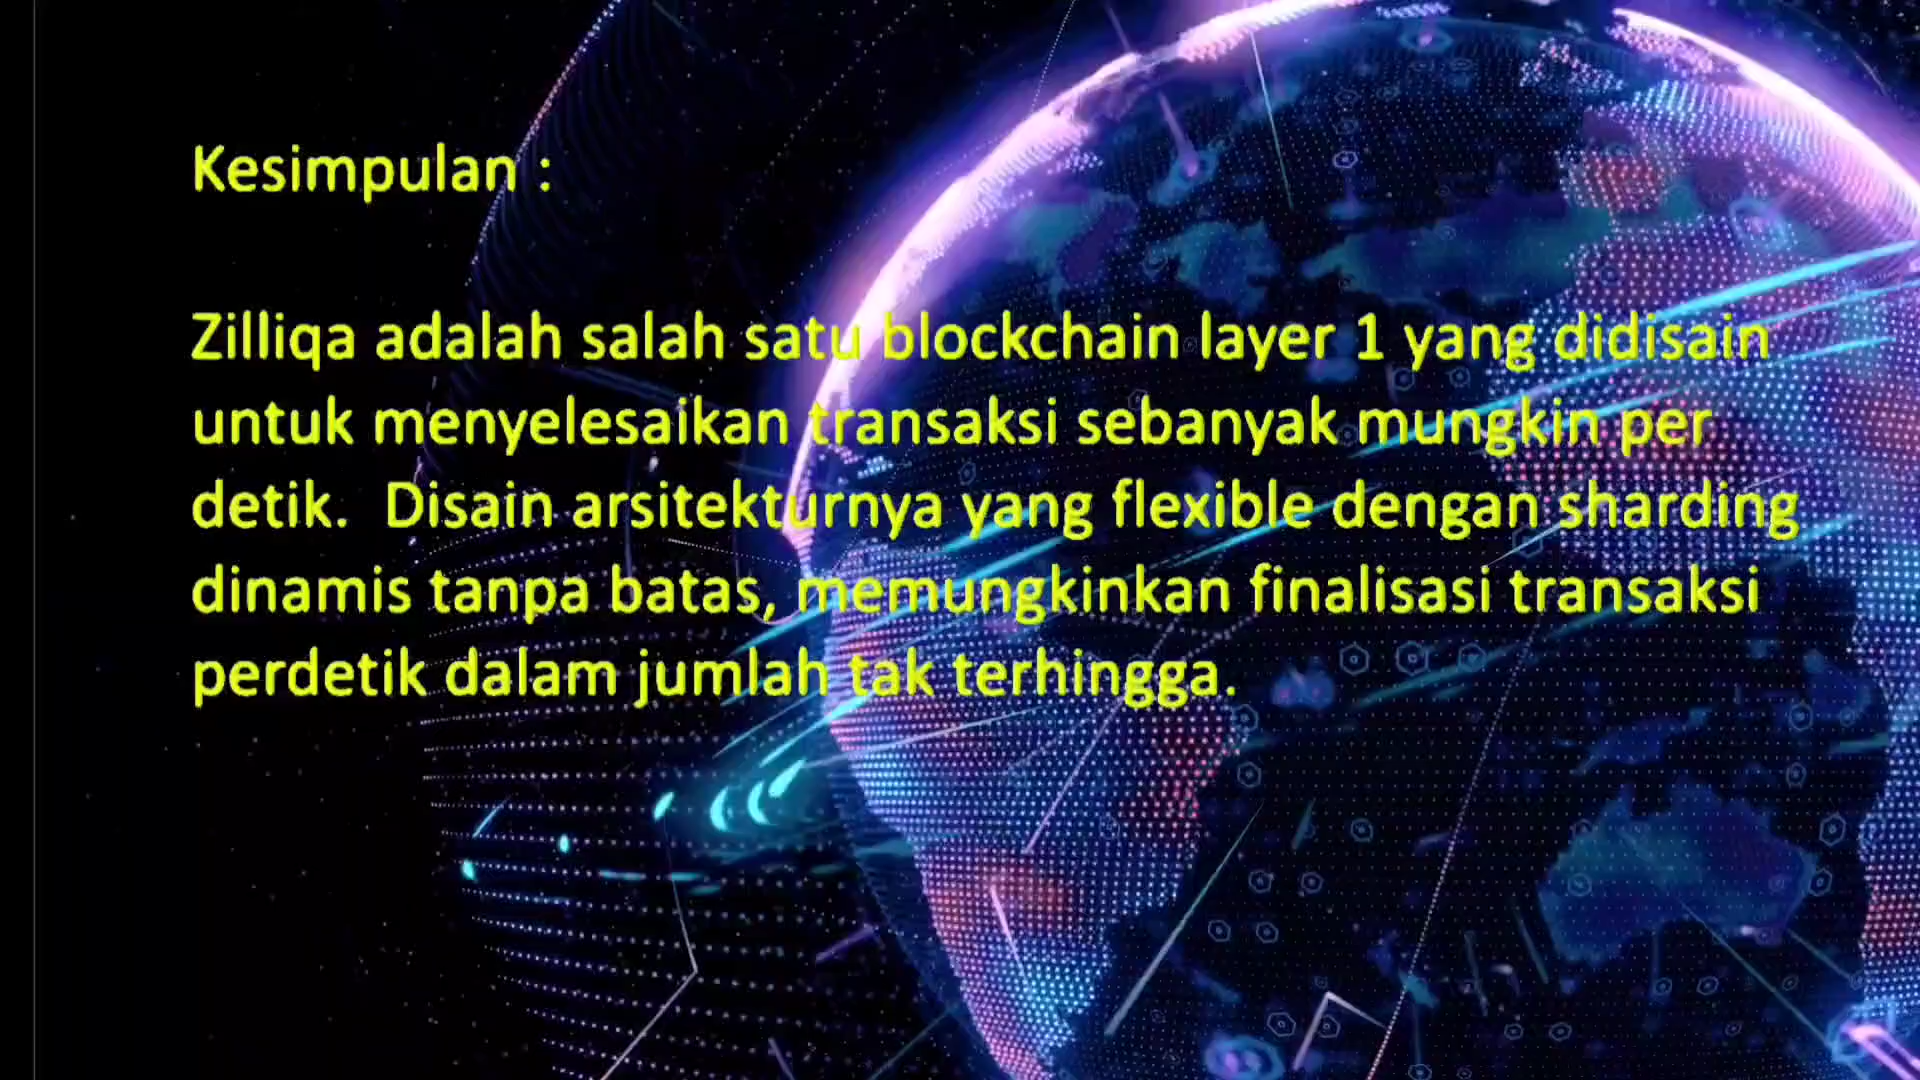 Kesimpulan :
Zilliqa adalah salah satu blockchain layer 1 yang didisain
untuk menyelesaikan transaksi sebanyak mungkin per
detik.  Disain arsitekturnya yang flexible dengan sharding
dinamis tanpa batas, memungkinkan finalisasi transaksi
perdetik dalam jumlah tak terhingga.